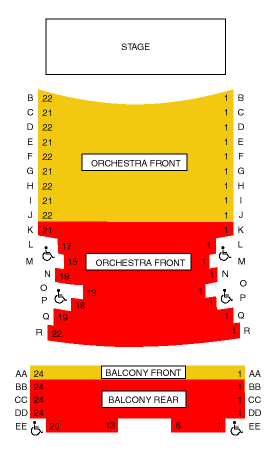 STAGE
B 22 1 B
C 21 1 C
D 22 1 D
E 21 1 E
F 22 1 F
ORCHESTRA FRONT
G 21 1 G
H 22 1 H
I 21 1 I
J 22 1 J
K 21 1 K
L 17 1 L
M 15 1 M
ORCHESTRA FRONT
N 19 1 N
O 13 1 O
P 18 1 P
Q 19 1 Q
R 22 1 R
AA 24 BALCONY FRONT 1 AA
BB 24 1 BB
CC 24 BALCONY REAR 1 CC
DD 24 1 DD
EE 20 13 6 1 EE